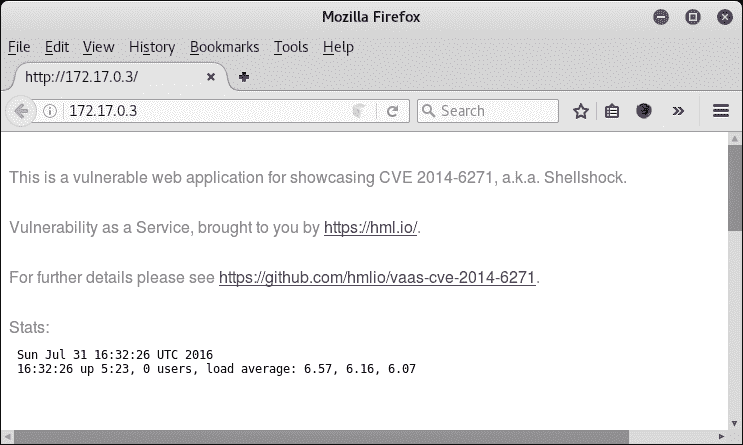 Mozilla Firefox
File Edit View History Bookmarks Tools Help
http://172.17.0.3/
172.17.0.3
Search
This is a vulnerable web application for showcasing CVE 2014-6271, a.k.a. Shellshock.
Vulnerability as a Service, brought to you by https://hml.io/.
For further details please see https://github.com/hmlio/vaas-cve-2014-6271.
Stats:
Sun Jul 31 16:32:26 UTC 2016
16:32:26 up 5:23, 0 users, load average: 6.57, 6.16, 6.07